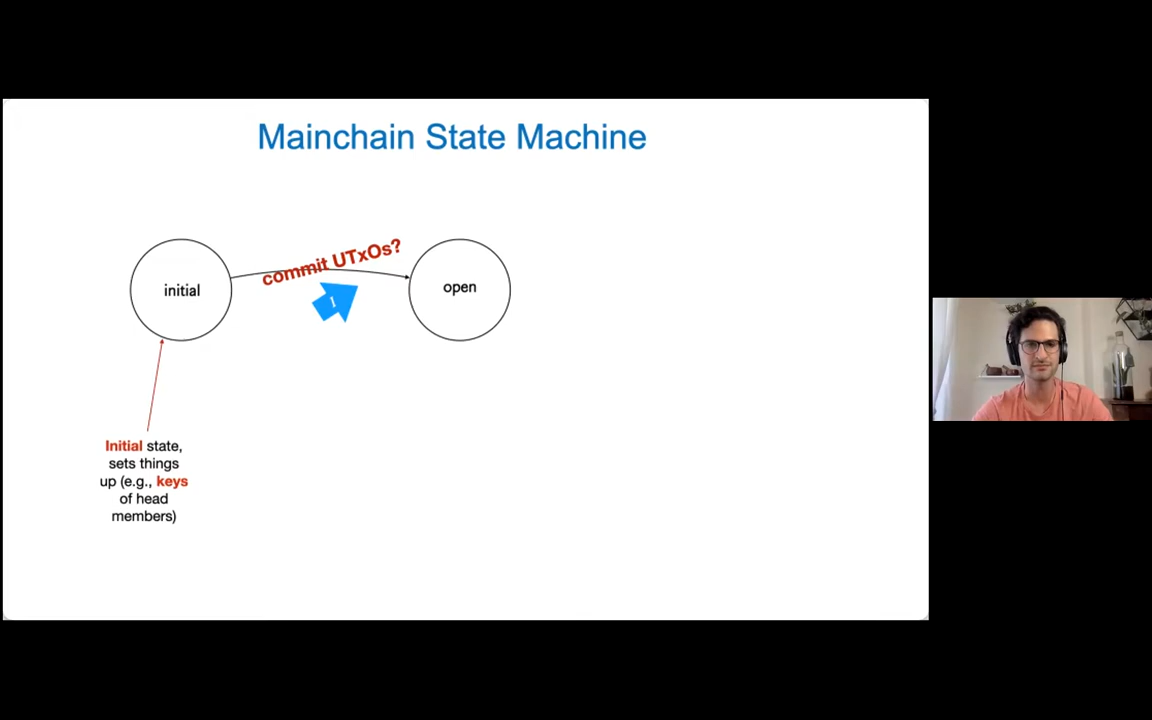 Mainchain State Machine
commit UTxOs?
initial
open
Initial state,
sets things
up (e.g., keys
of head
members)